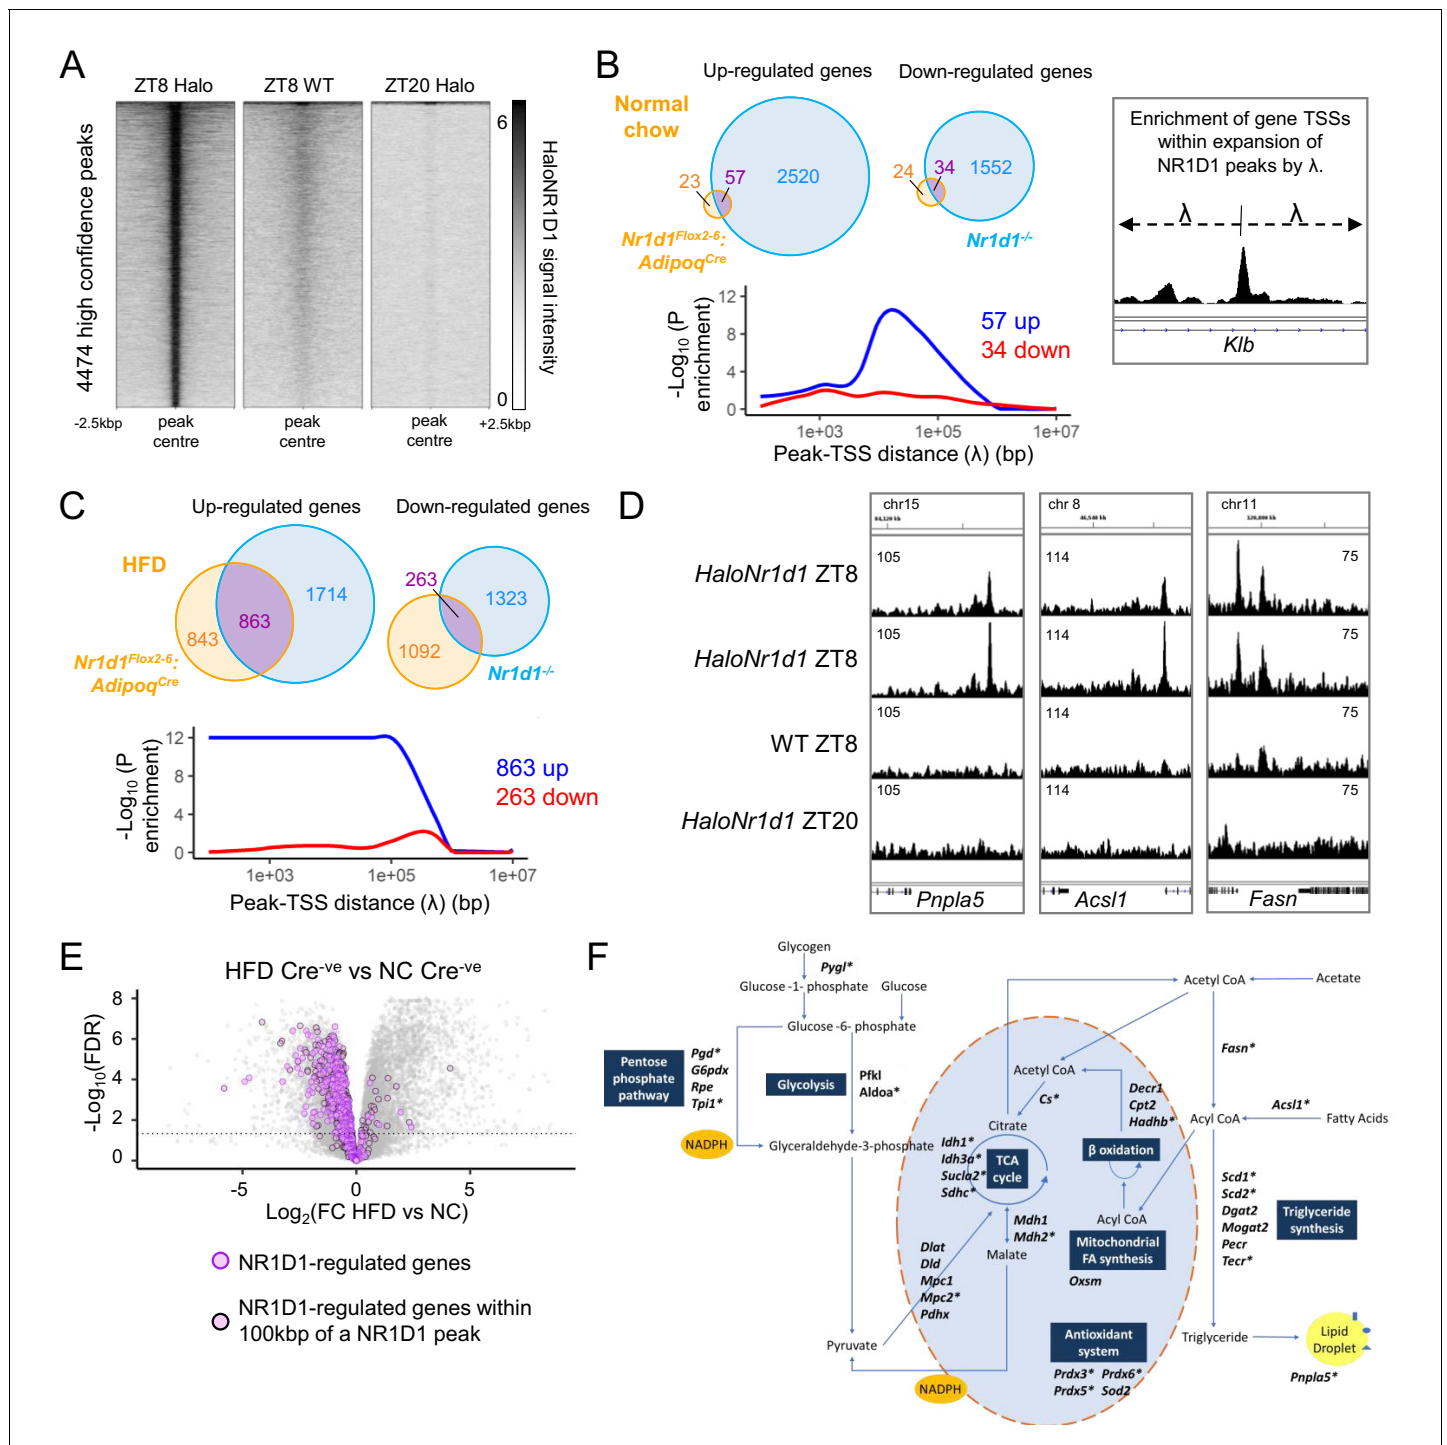 A
ZT8 Halo
ZT8 WT
ZT20 Halo
4474 high confidence peaks
6
0
HaloNR1D1 signal intensity
-2.5kbp
peak
centre
peak
centre
peak
centre
+2.5kbp
B
Up-regulated genes
Down-regulated genes
Normal
chow
23
57
2520
24
34
1552
Nr1d1Flox2-6:
AdipoqCre
Nr1d1-/-
-Log10 (P
enrichment)
12
8
4
0
57 up
34 down
1e+03
1e+05
1e+07
Peak-TSS distance (λ) (bp)
Enrichment of gene TSSs
within expansion of
NR1D1 peaks by λ.
λ
λ
Klb
C
Up-regulated genes
Down-regulated genes
HFD
843
863
1714
263
1092
1323
Nr1d1Flox2-6:
AdipoqCre
Nr1d1-/-
-Log10 (P
enrichment)
12
8
4
0
863 up
263 down
1e+03
1e+05
1e+07
Peak-TSS distance (λ) (bp)
D
chr15
chr 8
chr11
HaloNr1d1 ZT8
105
114
75
HaloNr1d1 ZT8
105
114
75
WT ZT8
105
114
75
HaloNr1d1 ZT20
105
114
75
Pnpla5
Acsl1
Fasn
E
HFD Cre-ve vs NC Cre-ve
-Log10(FDR)
8
6
4
2
0
-5
0
5
Log2(FC HFD vs NC)
NR1D1-regulated genes
NR1D1-regulated genes within
100kbp of a NR1D1 peak
F
Glycogen
Pygl*
Glucose -1- phosphate
Glucose
Glucose -6- phosphate
Pentose
phosphate
pathway
Pgd*
G6pdx
Rpe
Tpi1*
Glycolysis
Pfkl
Aldoa*
NADPH
Glyceraldehyde-3-phosphate
Pyruvate
NADPH
Acetyl CoA
Acetate
Fasn*
Acetyl CoA
Cs*
Citrate
Decr1
Cpt2
Hadhb*
Acyl CoA
Acsl1*
Fatty Acids
Idh1*
Idh3a*
Sucla2*
Sdhc*
TCA
cycle
β oxidation
Mdh1
Mdh2*
Malate
Acyl CoA
Mitochondrial
FA synthesis
Oxsm
Dlat
Dld
Mpc1
Mpc2*
Pdhx
Scd1*
Scd2*
Dgat2
Mogat2
Pecr
Tecr*
Triglyceride
synthesis
Antioxidant
system
Prdx3* Prdx6*
Prdx5* Sod2
Triglyceride
Lipid
Droplet
Pnpla5*